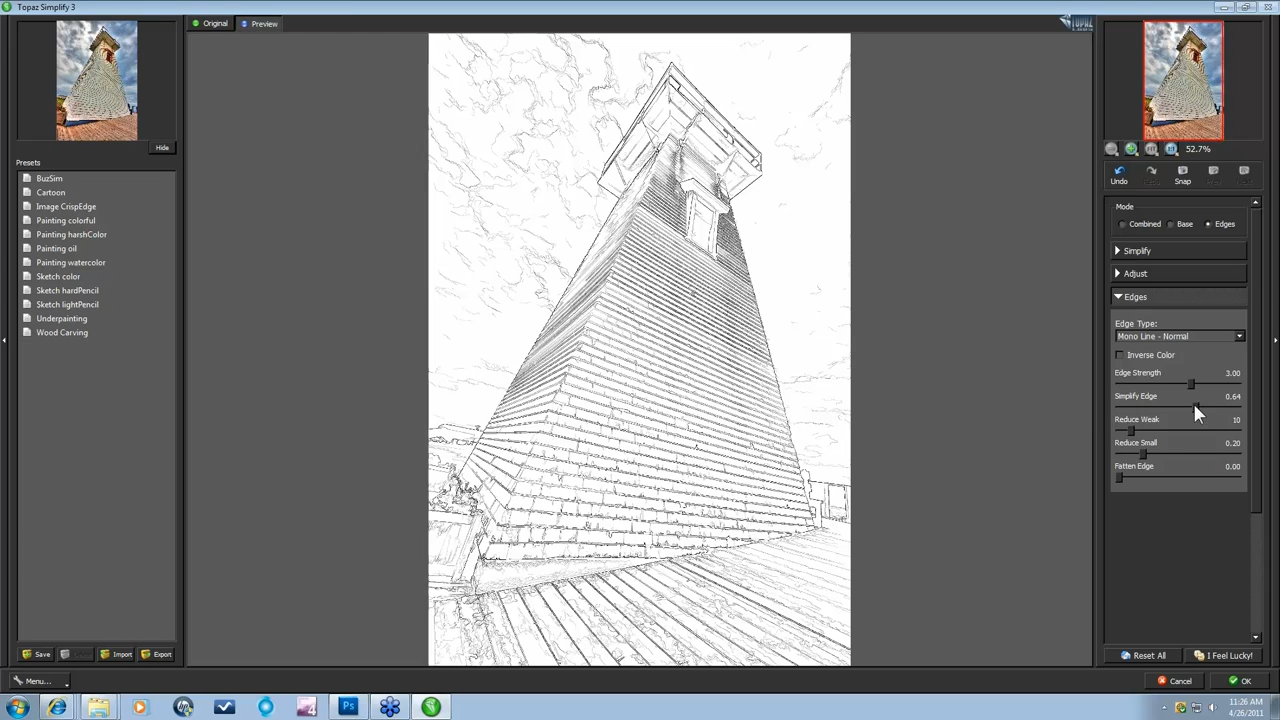 Topaz Simplify 3
Original
Preview
TOPAZ
Hide
Presets
BuzSim
Cartoon
Image CrispEdge
Painting colorful
Painting harshColor
Painting oil
Painting watercolor
Sketch color
Sketch hardPencil
Sketch lightPencil
Underpainting
Wood Carving
Save
Import
Export
Menu...
52.7%
Undo
Snap
Mode
Combined
Base
Edges
Simplify
Adjust
Edges
Edge Type:
Mono Line - Normal
Inverse Color
Edge Strength 3.00
Simplify Edge 0.64
Reduce Weak 10
Reduce Small 0.20
Fatten Edge 0.00
Reset All
I Feel Lucky!
Cancel
OK
Ps
11:26 AM
4/26/2011